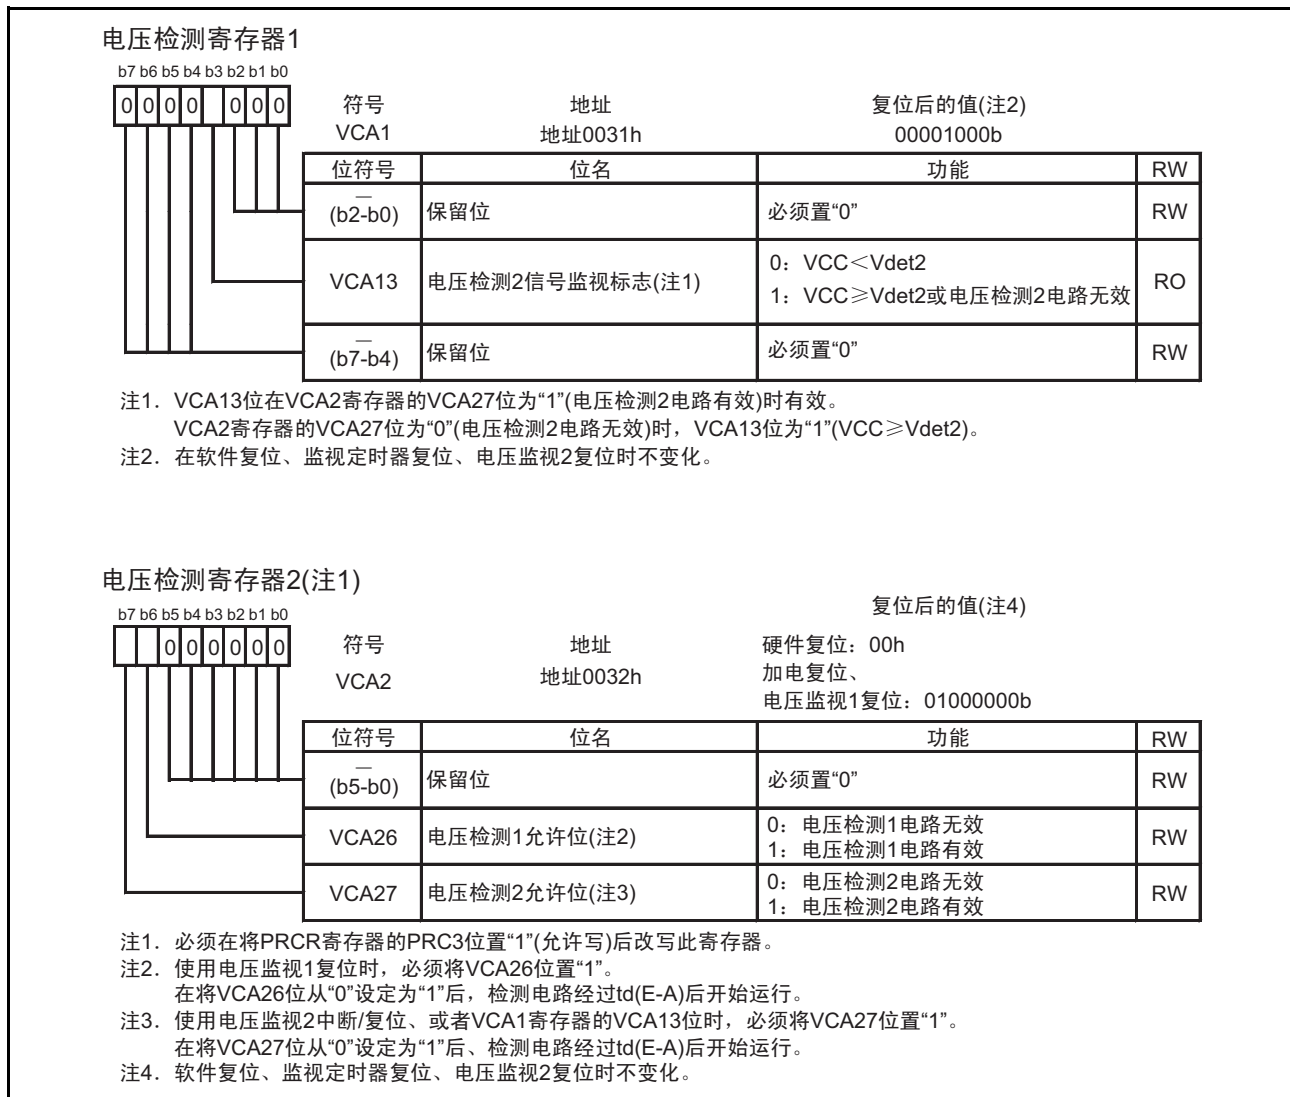 电压检测寄存器1
b7 b6 b5 b4 b3 b2 b1 b0
0 0 0 0 0 0 0
符号 地址 复位后的值(注2)
VCA1 地址0031h 00001000b
位符号 位名 功能 RW
—
(b2-b0) 保留位 必须置“0” RW
VCA13 电压检测2信号监视标志(注1) 0：VCC＜Vdet2
1：VCC≥Vdet2或电压检测2电路无效 RO
—
(b7-b4) 保留位 必须置“0” RW
注1. VCA13位在VCA2寄存器的VCA27位为“1”(电压检测2电路有效)时有效。
VCA2寄存器的VCA27位为“0”(电压检测2电路无效)时，VCA13位为“1”(VCC≥Vdet2)。
注2. 在软件复位、监视定时器复位、电压监视2复位时不变化。
电压检测寄存器2(注1)
b7 b6 b5 b4 b3 b2 b1 b0
0 0 0 0 0 0
符号 地址 复位后的值(注4)
VCA2 地址0032h 硬件复位：00h
加电复位、
电压监视1复位：01000000b
位符号 位名 功能 RW
—
(b5-b0) 保留位 必须置“0” RW
VCA26 电压检测1允许位(注2) 0：电压检测1电路无效
1：电压检测1电路有效 RW
VCA27 电压检测2允许位(注3) 0：电压检测2电路无效
1：电压检测2电路有效 RW
注1. 必须在将PRCR寄存器的PRC3位置“1”(允许写)后改写此寄存器。
注2. 使用电压监视1复位时，必须将VCA26位置“1”。
在将VCA26位从“0”设定为“1”后，检测电路经过td(E-A)后开始运行。
注3. 使用电压监视2中断/复位、或者VCA1寄存器的VCA13位时，必须将VCA27位置“1”。
在将VCA27位从“0”设定为“1”后、检测电路经过td(E-A)后开始运行。
注4. 软件复位、监视定时器复位、电压监视2复位时不变化。